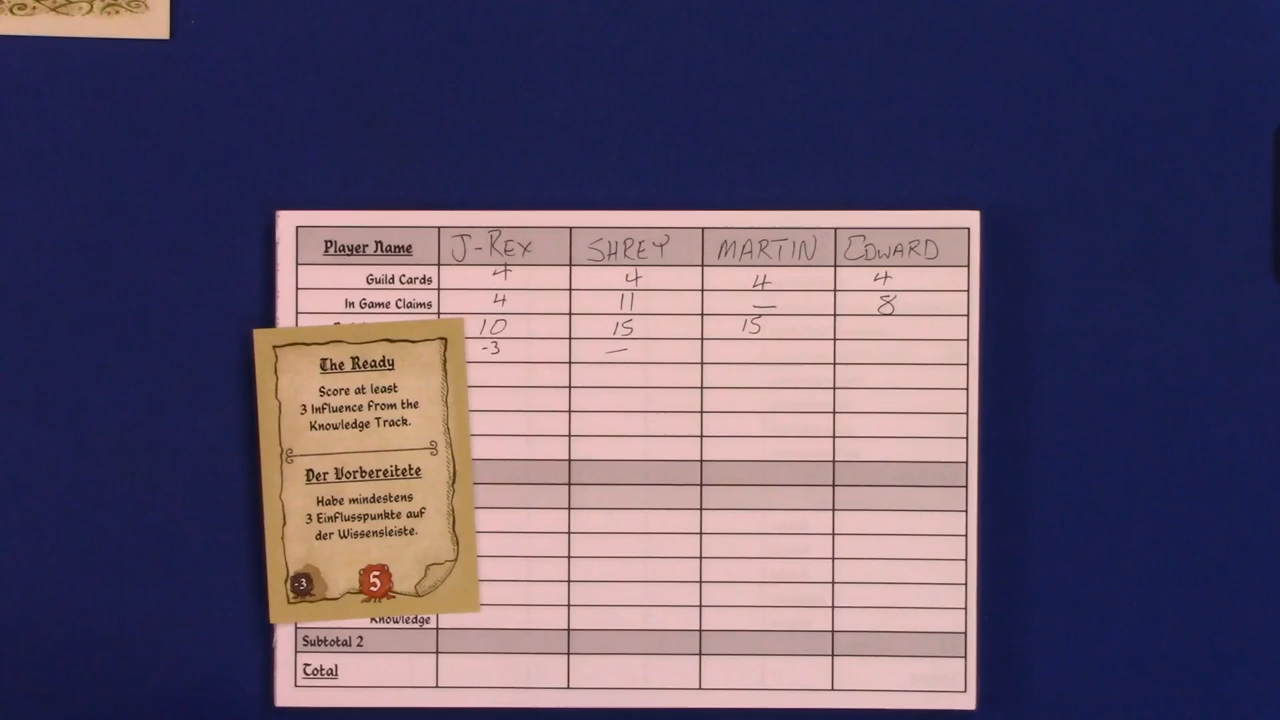 Player Name J-REX SHREY MARTIN EDWARD
Guild Cards 4 4 4 4
In Game Claims 4 11 — 8
10 15 15
-3 —
The Ready
Score at least
3 Influence from the
Knowledge Track.
Der Vorbereitete
Habe mindestens
3 Einflusspunkte auf
der Wissensleiste.
-3 5
Knowledge
Subtotal 2
Total